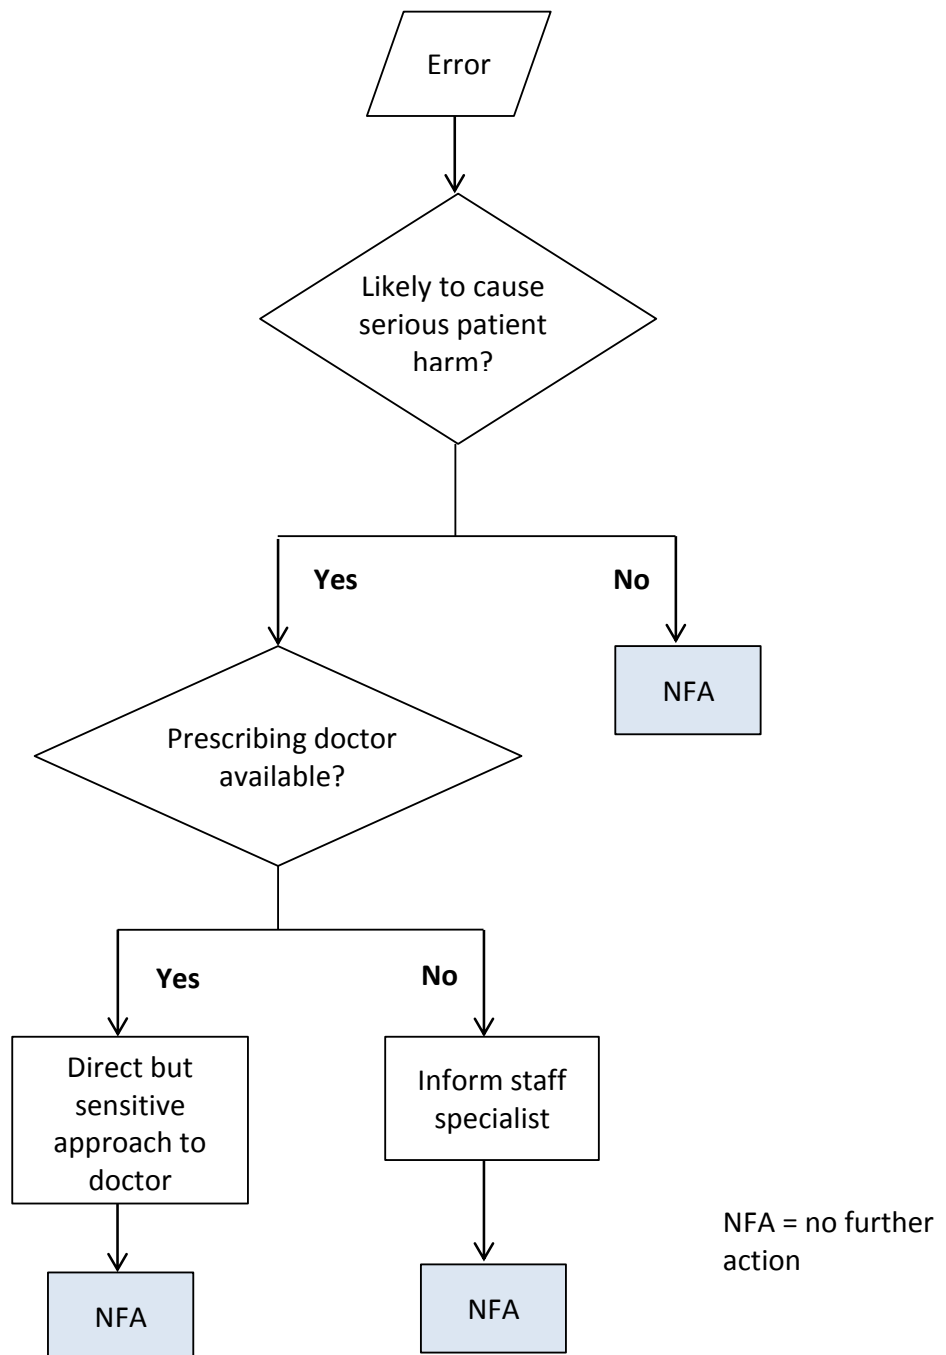 Error
Likely to cause
serious patient
harm?
Yes
No
NFA
Prescribing doctor
available?
Yes
No
Direct but
sensitive
approach to
doctor
Inform staff
specialist
NFA = no further
action
NFA
NFA